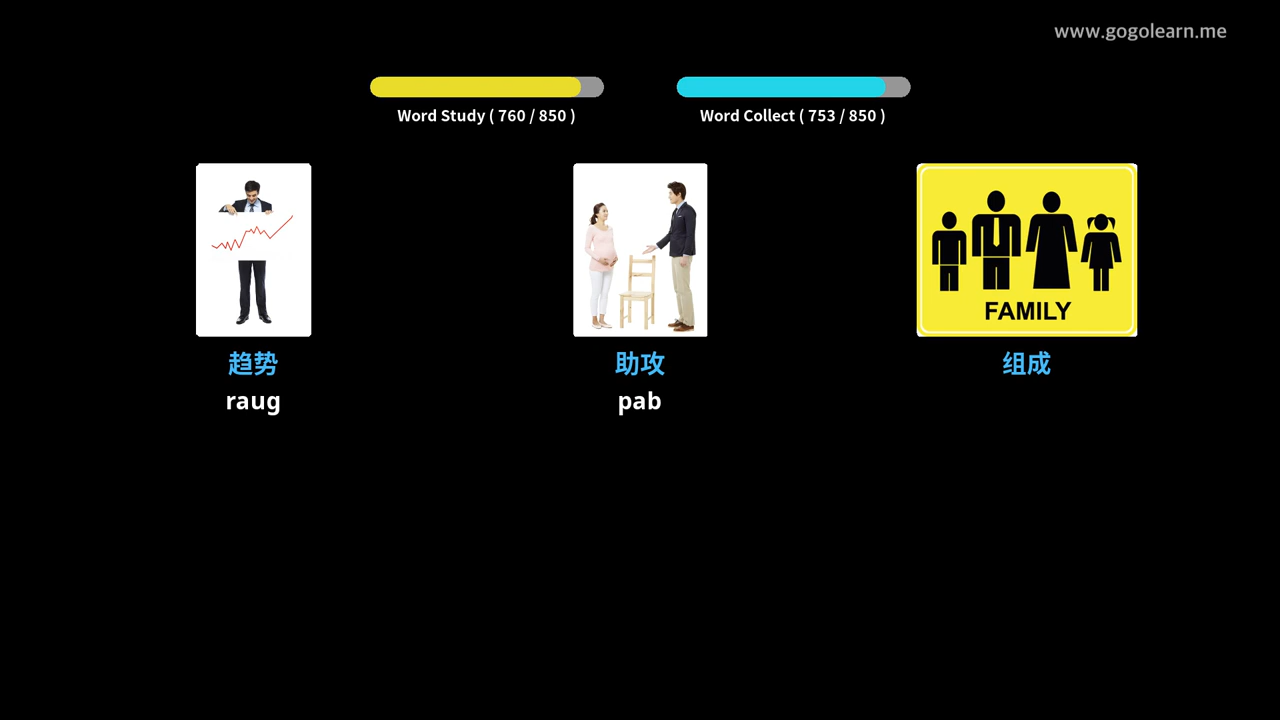 www.gogolearn.me
Word Study ( 760 / 850 )
Word Collect ( 753 / 850 )
FAMILY
趋势
助攻
组成
raug
pab